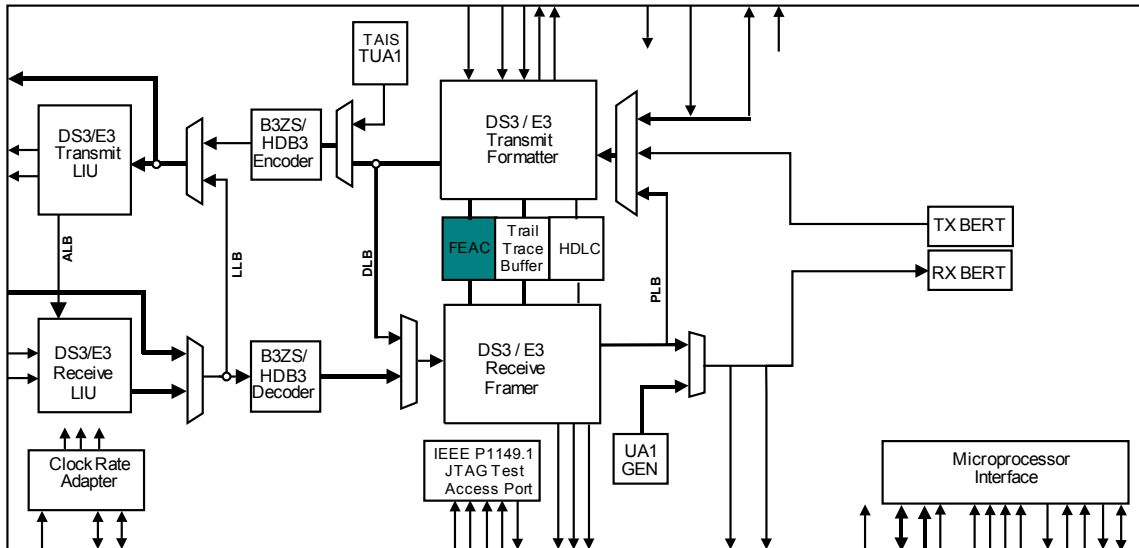 TAIS
TUA1
DS3/E3
Transmit
LIU
B3ZS/
HDB3
Encoder
DS3 / E3
Transmit
Formatter
FEAC
Trail
Trace
Buffer
HDLC
TX BERT
RX BERT
ALB
LLB
DLB
PLB
DS3/E3
Receive
LIU
B3ZS/
HDB3
Decoder
DS3 / E3
Receive
Framer
UA1
GEN
Clock Rate
Adapter
IEEE P1149.1
JTAG Test
Access Port
Microprocessor
Interface